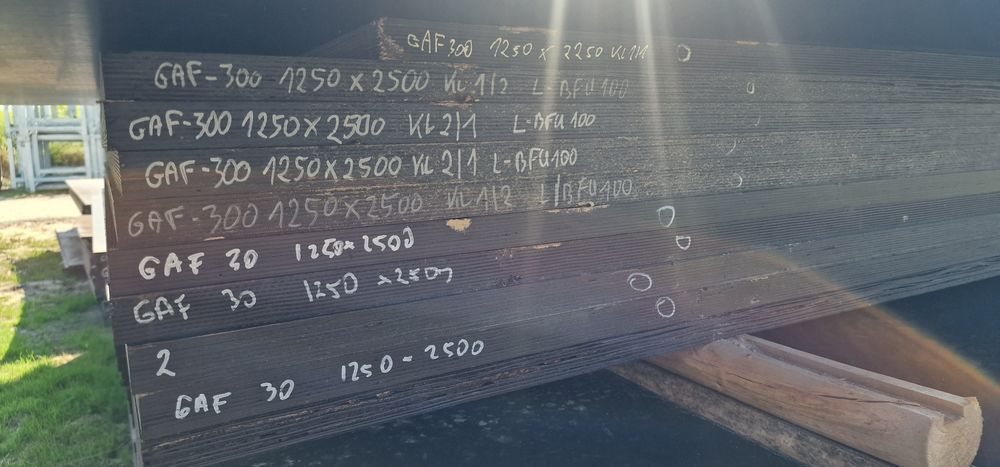 GAF 300 1250 x 2250 KL 1/1
GAF-300 1250 x 2500 KL 1/2 L-BFU 100
GAF-300 1250 x 2500 KL 2/1 L-BFU 100
GAF-300 1250 x 2500 KL 2/1 L-BFU 100
GAF-300 1250 x 2500 KL 1/2 L/BFU 100
GAF 30 1250 x 2500
GAF 30 1250 x 2500
2
GAF 30 1250 - 2500